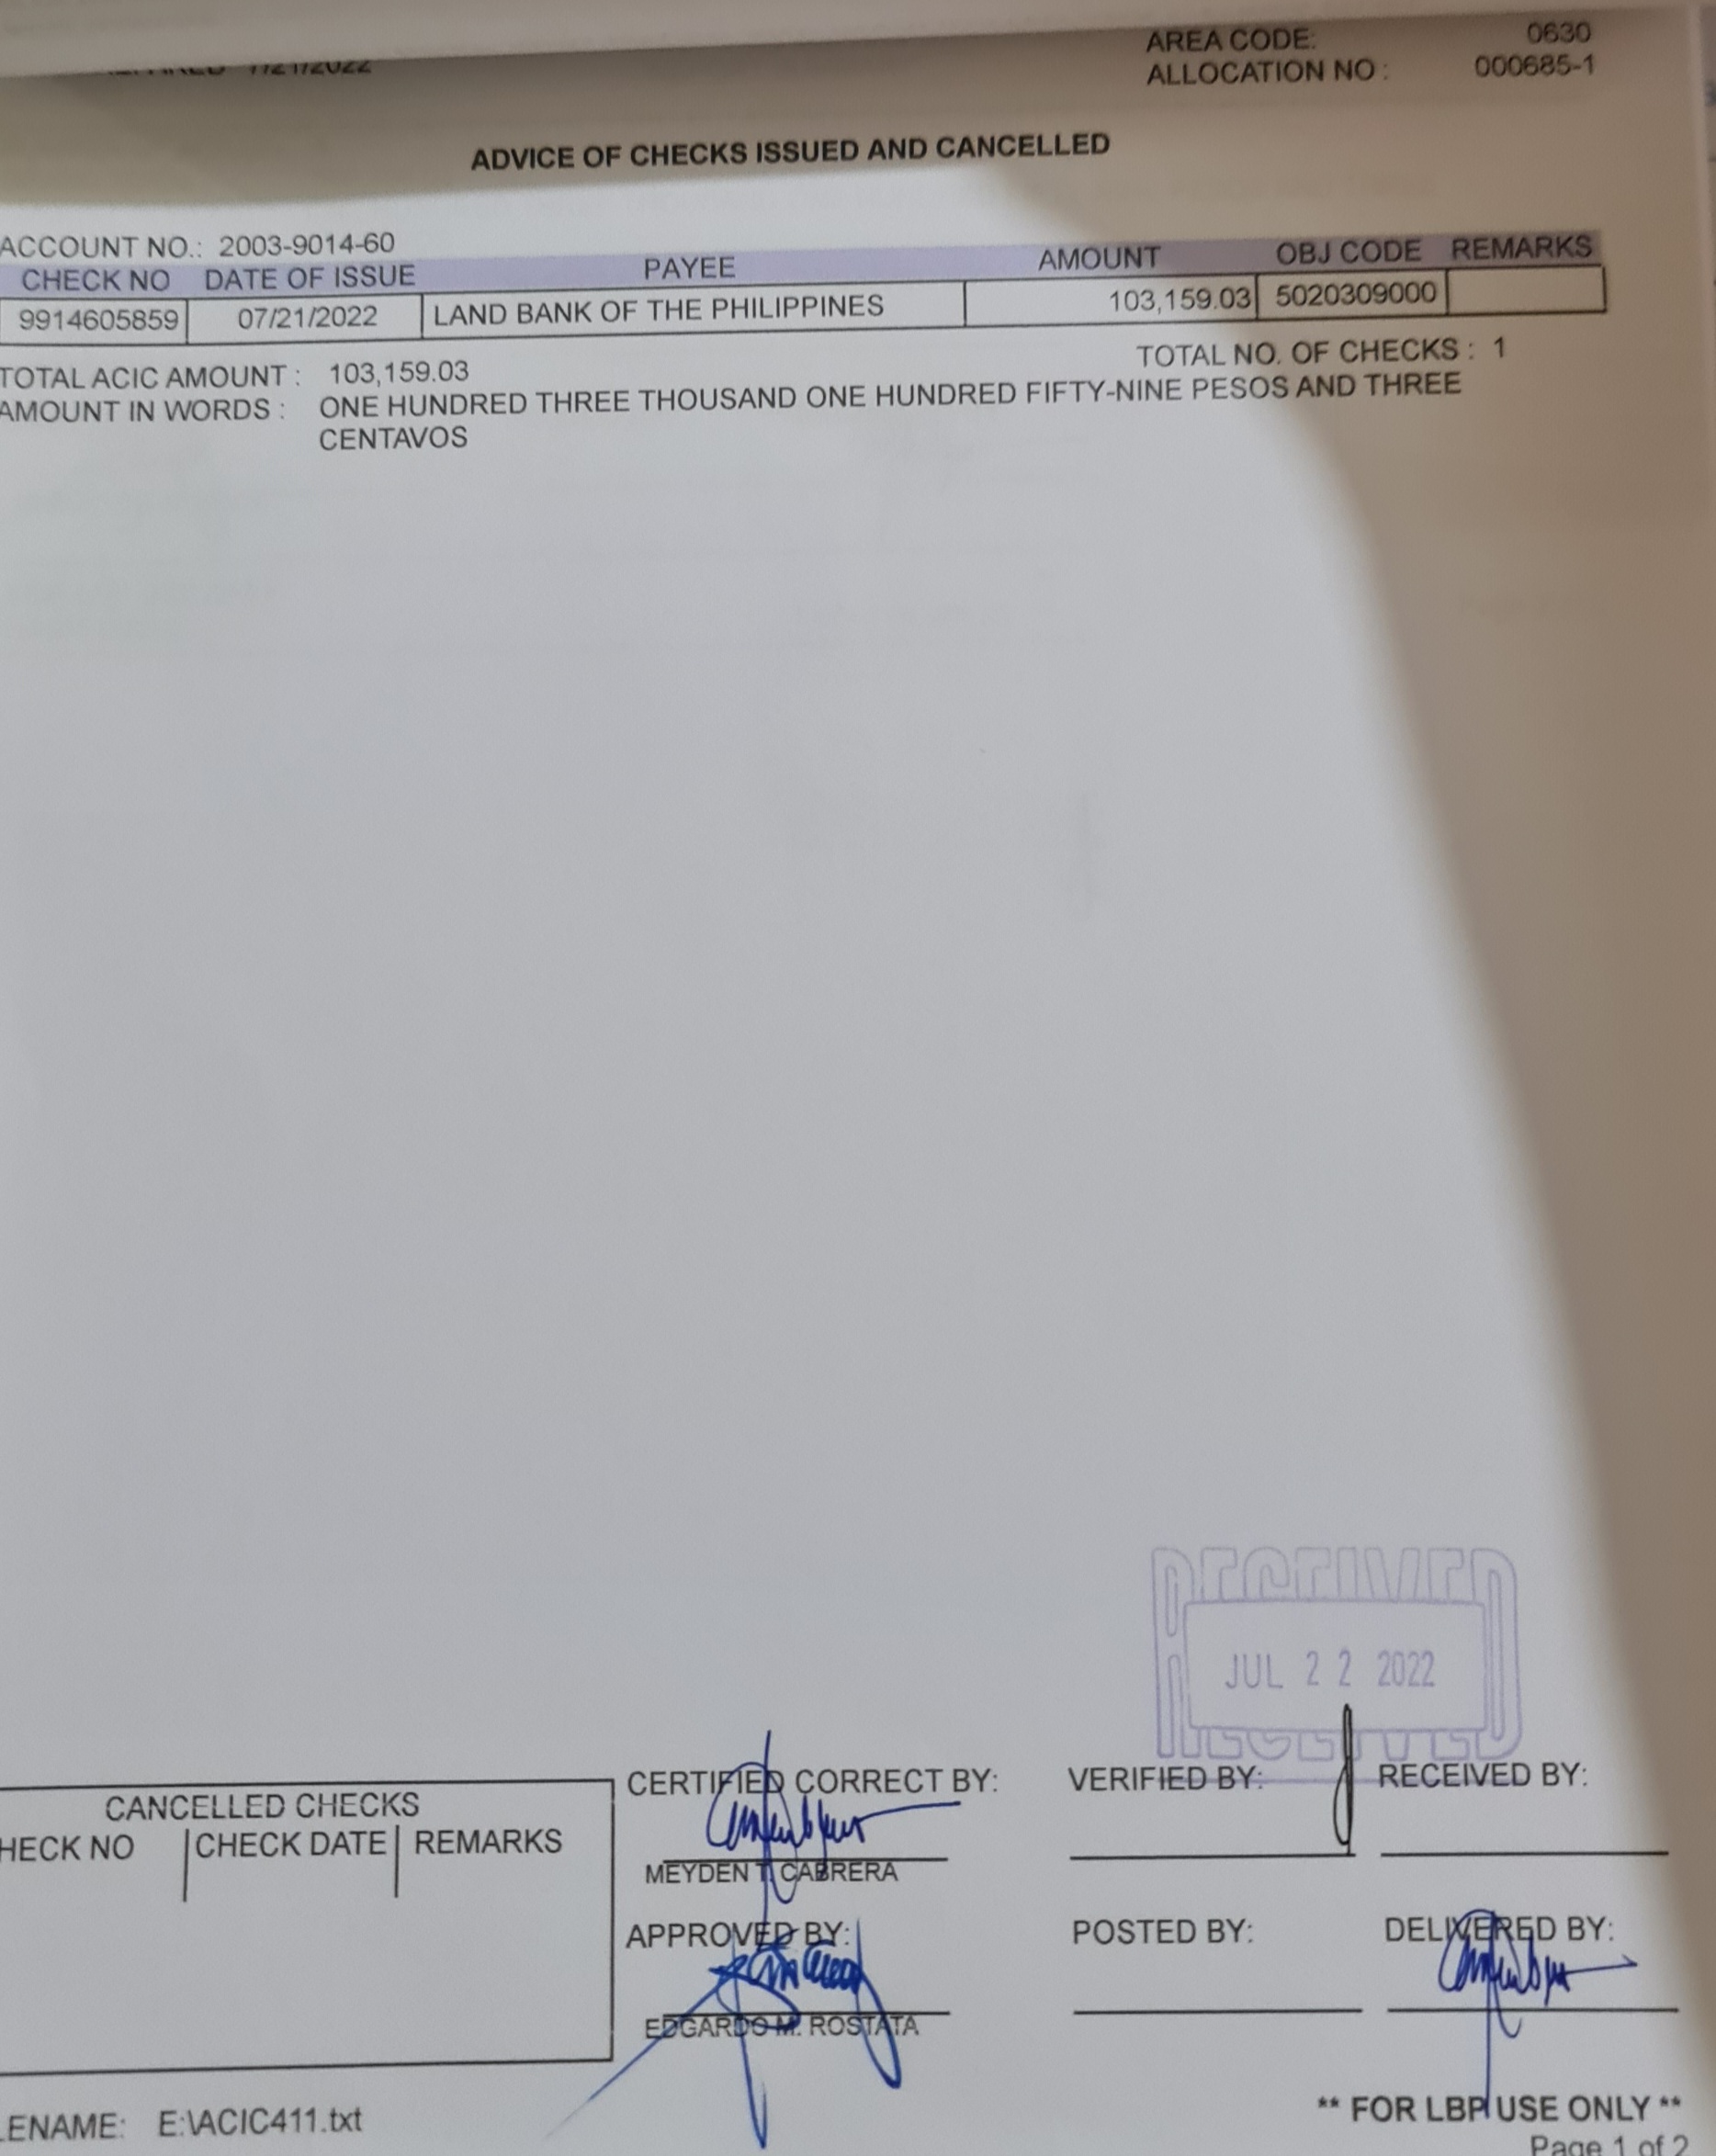 7/21/2022
AREA CODE: 0630
ALLOCATION NO : 000685-1
ADVICE OF CHECKS ISSUED AND CANCELLED
ACCOUNT NO.: 2003-9014-60
CHECK NO DATE OF ISSUE PAYEE AMOUNT OBJ CODE REMARKS
9914605859 07/21/2022 LAND BANK OF THE PHILIPPINES 103,159.03 5020309000
TOTAL ACIC AMOUNT : 103,159.03 TOTAL NO. OF CHECKS : 1
AMOUNT IN WORDS : ONE HUNDRED THREE THOUSAND ONE HUNDRED FIFTY-NINE PESOS AND THREE
CENTAVOS
RECEIVED
JUL 22 2022
RECEIVED
CERTIFIED CORRECT BY: VERIFIED BY: RECEIVED BY:
CANCELLED CHECKS
HECK NO CHECK DATE REMARKS
MEYDEN T. CABRERA
APPROVED BY: POSTED BY: DELIVERED BY:
EDGARDO M. ROSTATA
LENAME: E:\ACIC411.txt
** FOR LBP USE ONLY **
Page 1 of 2